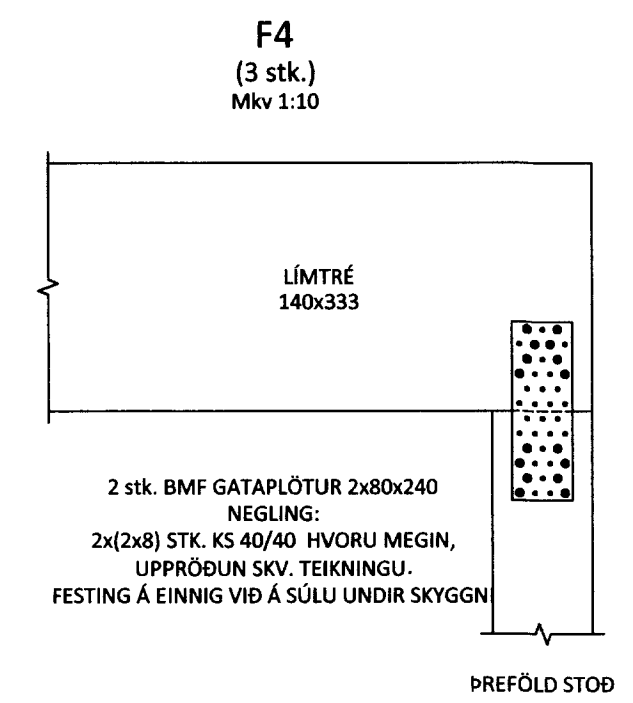 F4
(3 stk.)
Mkv 1:10
LÍMTRÉ
140x333
2 stk. BMF GATAPLÖTUR 2x80x240
NEGLING:
2x(2x8) STK. KS 40/40 HVORU MEGIN,
UPPRÖÐUN SKV. TEIKNINGU.
FESTING Á EINNIG VIÐ Á SÚLU UNDIR SKYGGNI
ÞREFÖLD STOÐ